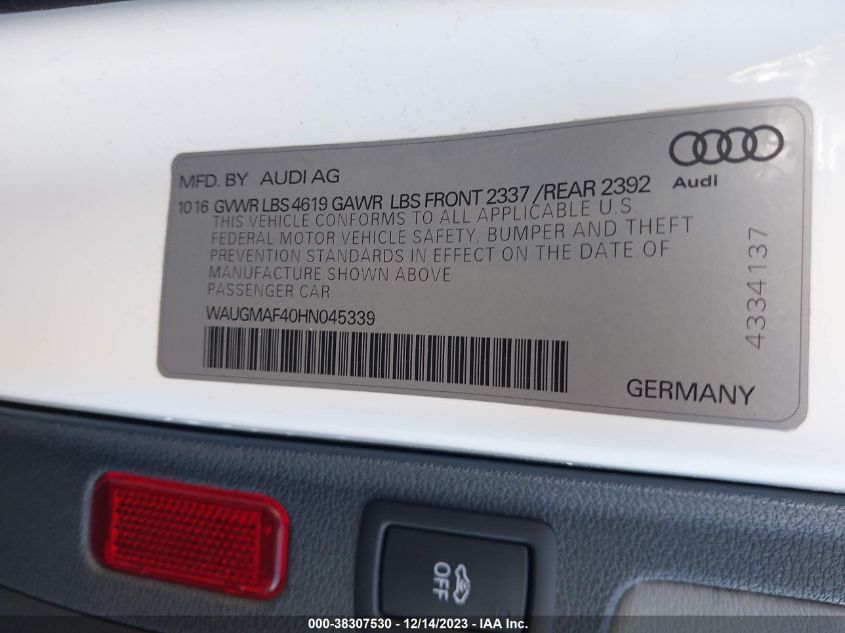 Audi
MFD. BY AUDI AG
10 16 GVWR LBS 4619 GAWR LBS FRONT 2337 /REAR 2392
THIS VEHICLE CONFORMS TO ALL APPLICABLE U.S.
FEDERAL MOTOR VEHICLE SAFETY, BUMPER AND THEFT
PREVENTION STANDARDS IN EFFECT ON THE DATE OF
MANUFACTURE SHOWN ABOVE
PASSENGER CAR
WAUGMAF40HN045339
4334137
GERMANY
OFF
000-38307530 - 12/14/2023 - IAA Inc.